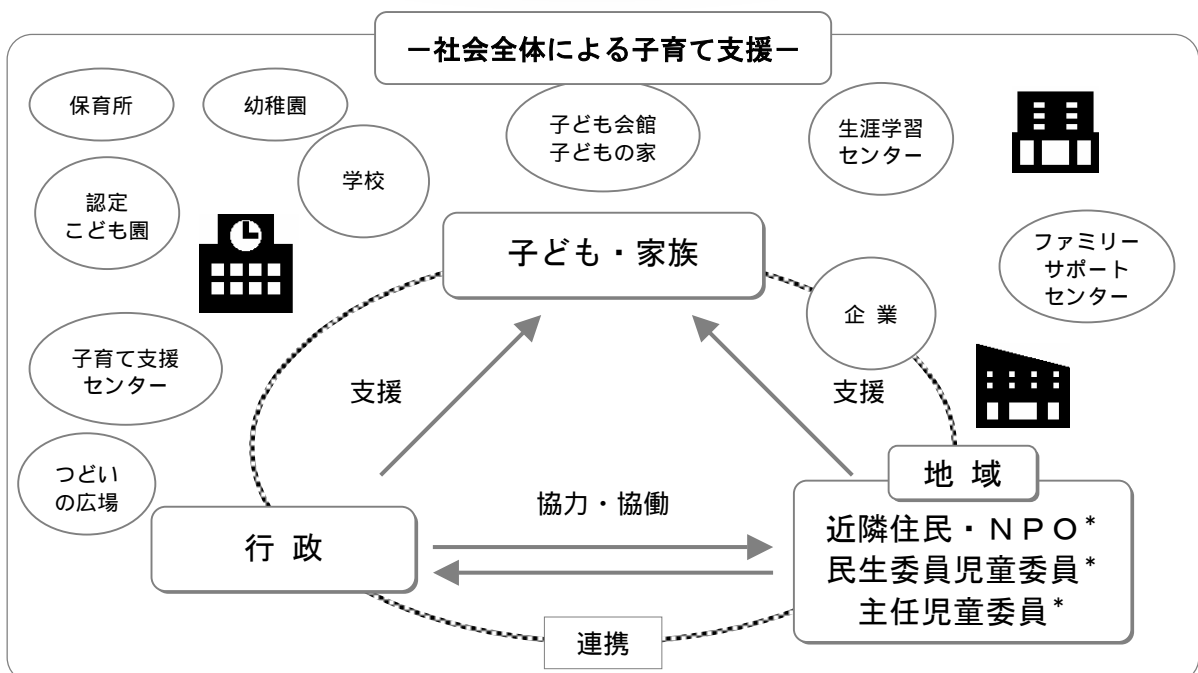 －社会全体による子育て支援－
保育所
幼稚園
子ども会館
子どもの家
生涯学習
センター
学校
認定
こども園
子ども・家族
ファミリー
サポート
センター
企 業
子育て支援
センター
支援
支援
つどい
の広場
地 域
協力・協働
行 政
近隣住民・ＮＰＯ*
民生委員児童委員*
主任児童委員*
連携